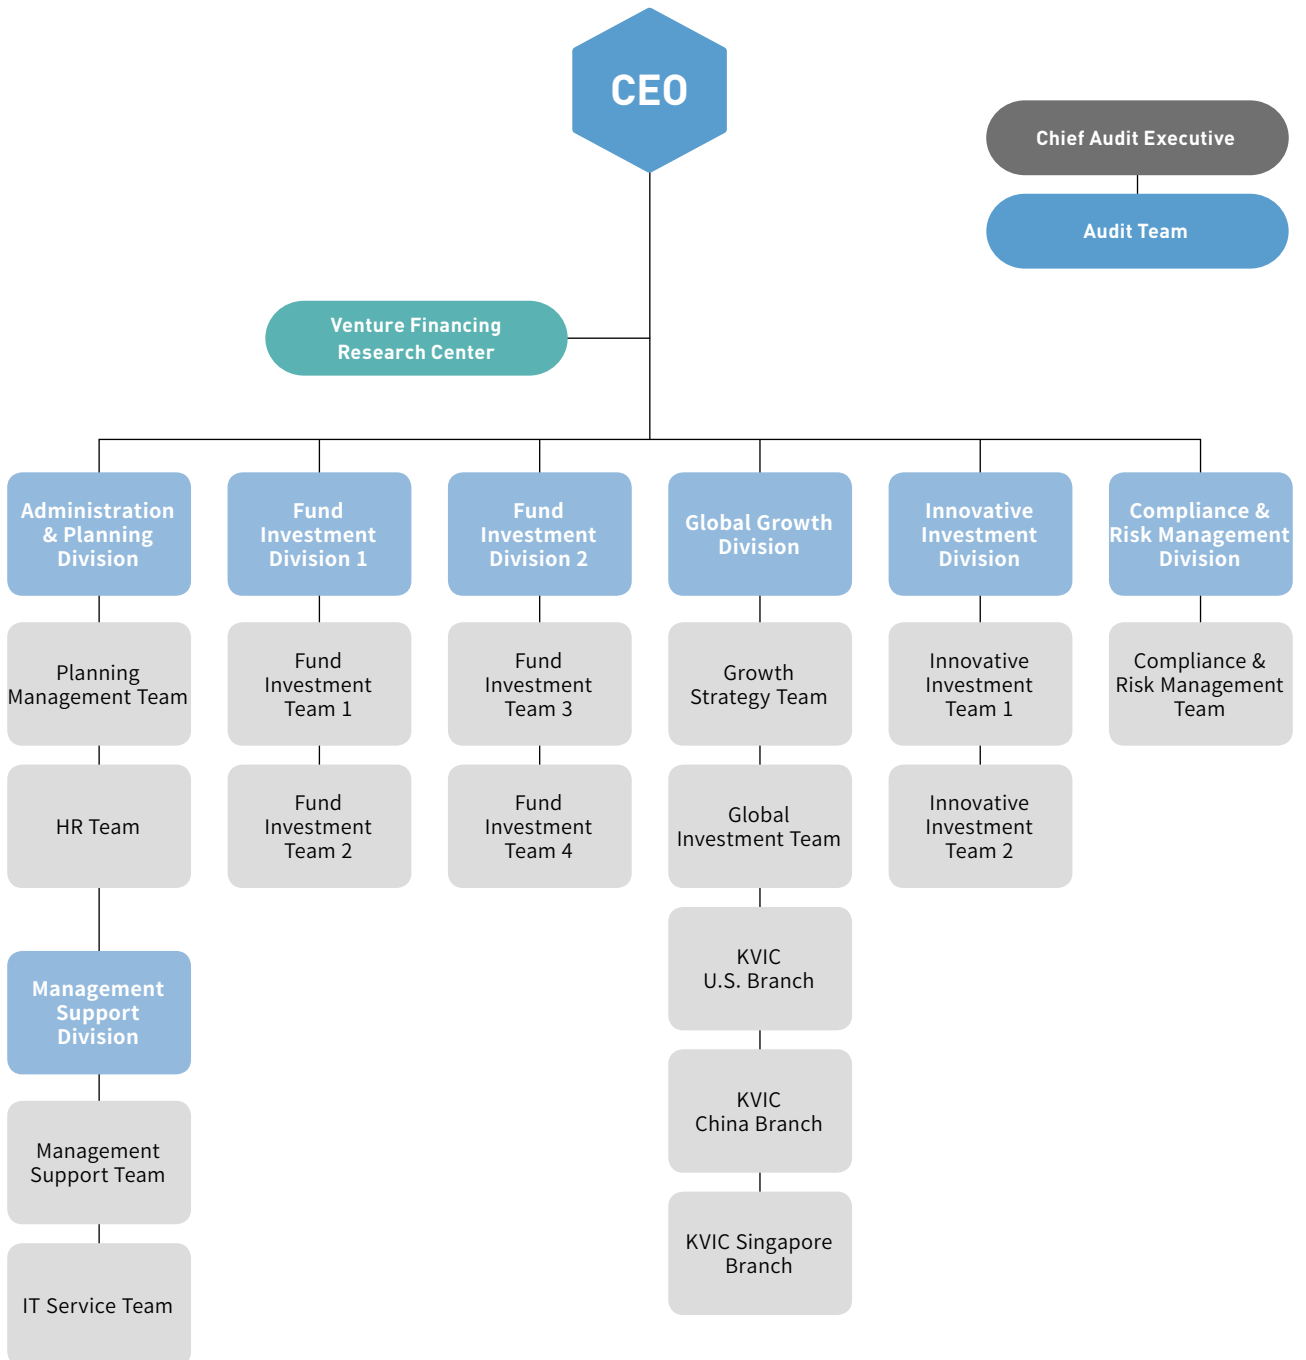 CEO
Chief Audit Executive
Audit Team
Venture Financing
Research Center
Administration
& Planning
Division
Planning
Management Team
HR Team
Management
Support
Division
Management
Support Team
IT Service Team
Fund
Investment
Division 1
Fund
Investment
Team 1
Fund
Investment
Team 2
Fund
Investment
Division 2
Fund
Investment
Team 3
Fund
Investment
Team 4
Global Growth
Division
Growth
Strategy Team
Global
Investment Team
KVIC
U.S. Branch
KVIC
China Branch
KVIC Singapore
Branch
Innovative
Investment
Division
Innovative
Investment
Team 1
Innovative
Investment
Team 2
Compliance &
Risk Management
Division
Compliance &
Risk Management
Team